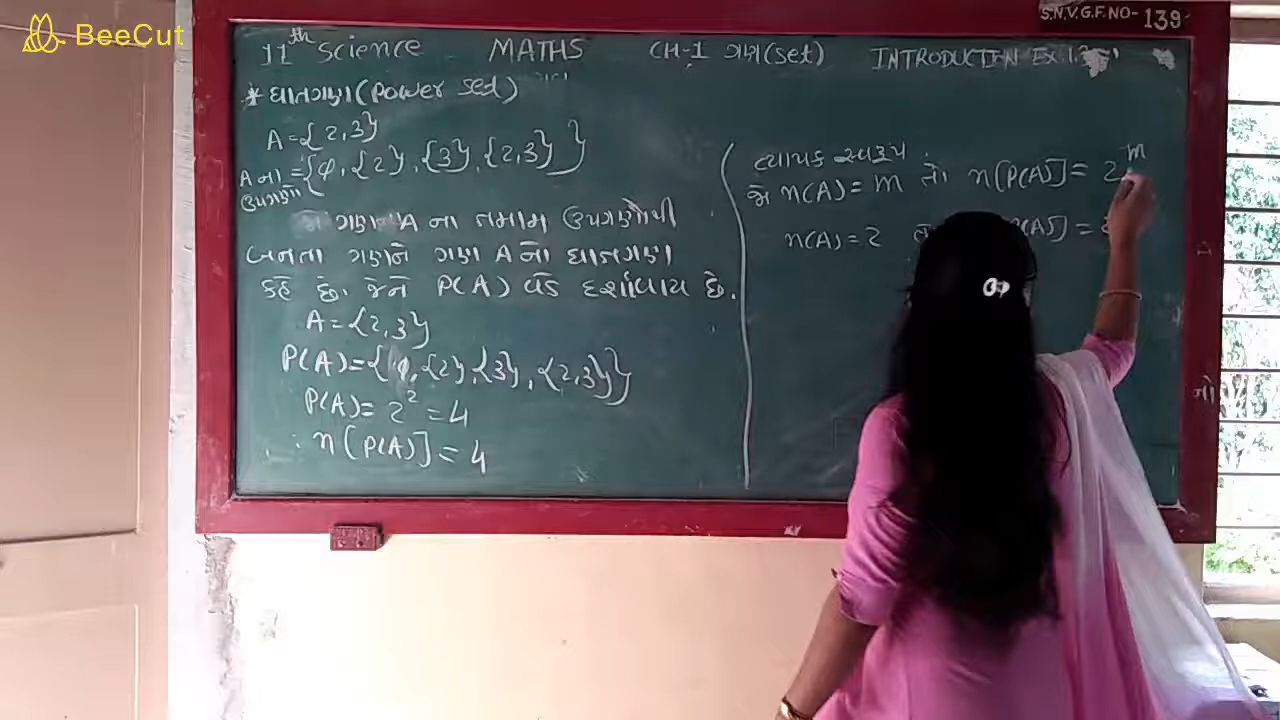 BeeCut
S.N.V.G.F.NO- 139
11th Science MATHS CH-1 ગણ(set) INTRODUCTION Ex.1.3
* ઘાતગણ (Power set)
A={2,3}
A ના ઉપગણો ={φ,{2},{3},{2,3}}
ગણ A ના તમામ ઉપગણોથી
બનતા ગણને ગણ A નો ઘાતગણ
કહે છે. જેને P(A) વડે દર્શાવાય છે.
A={2,3}
P(A)={φ,{2},{3},{2,3}}
P(A)= 2² =4
∴ n[P(A)]=4
વ્યાપક સ્વરૂપ
જો n(A)=m તો n[P(A)]= 2^m
n(A)=2
P(A)]=